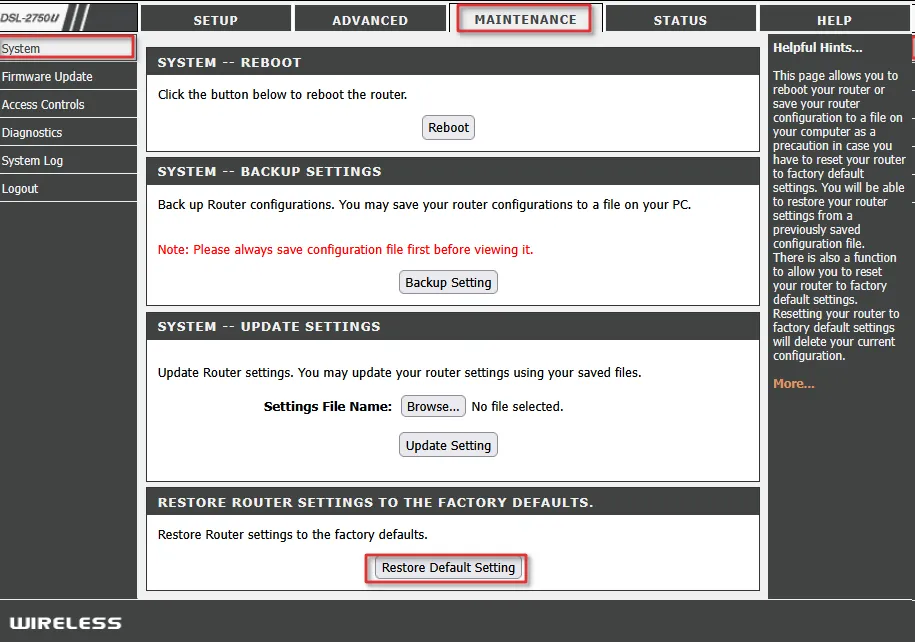 DSL-2750U
SETUP
ADVANCED
MAINTENANCE
STATUS
HELP
System
Firmware Update
Access Controls
Diagnostics
System Log
Logout
SYSTEM -- REBOOT
Click the button below to reboot the router.
Reboot
SYSTEM -- BACKUP SETTINGS
Back up Router configurations. You may save your router configurations to a file on your PC.
Note: Please always save configuration file first before viewing it.
Backup Setting
SYSTEM -- UPDATE SETTINGS
Update Router settings. You may update your router settings using your saved files.
Settings File Name: Browse... No file selected.
Update Setting
RESTORE ROUTER SETTINGS TO THE FACTORY DEFAULTS.
Restore Router settings to the factory defaults.
Restore Default Setting
Helpful Hints...
This page allows you to
reboot your router or
save your router
configuration to a file on
your computer as a
precaution in case you
have to reset your router
to factory default
settings. You will be able
to restore your router
settings from a
previously saved
configuration file.
There is also a function
to allow you to reset
your router to factory
default settings.
Resetting your router to
factory default settings
will delete your current
configuration.
More...
WIRELESS